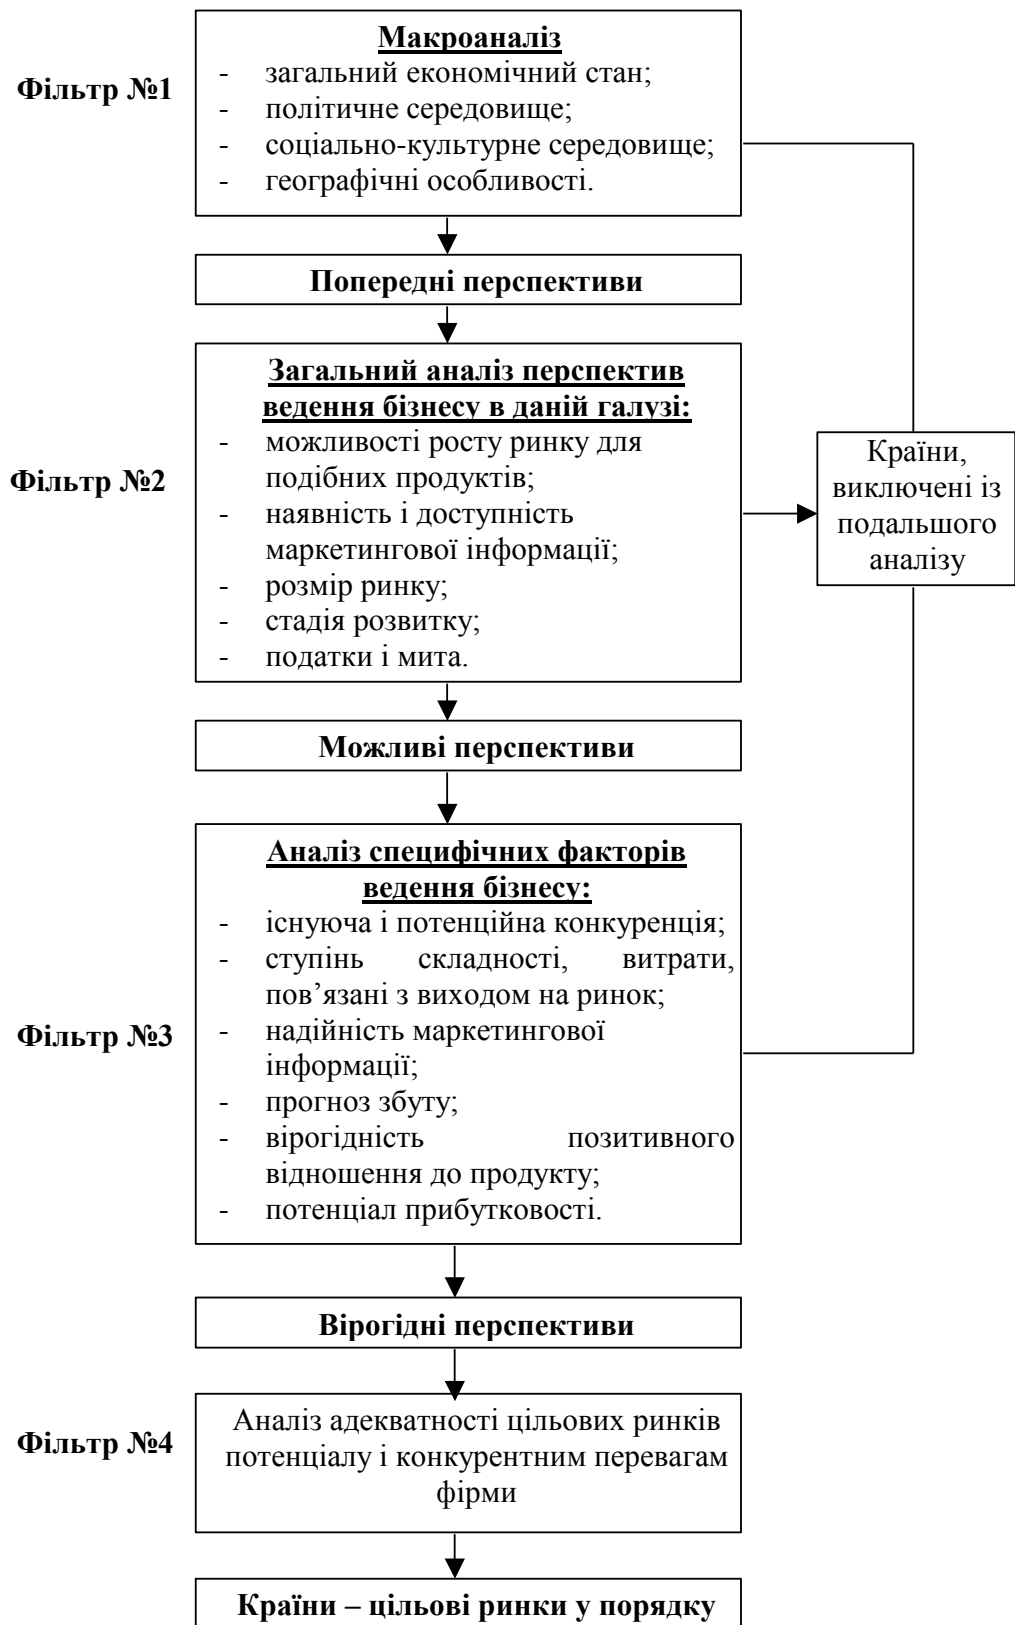 Фільтр №1
Макроаналіз
- загальний економічний стан;
- політичне середовище;
- соціально-культурне середовище;
- географічні особливості.
Попередні перспективи
Фільтр №2
Загальний аналіз перспектив
ведення бізнесу в даній галузі:
- можливості росту ринку для
подібних продуктів;
- наявність і доступність
маркетингової інформації;
- розмір ринку;
- стадія розвитку;
- податки і мита.
Країни,
виключені із
подальшого
аналізу
Можливі перспективи
Фільтр №3
Аналіз специфічних факторів
ведення бізнесу:
- існуюча і потенційна конкуренція;
- ступінь складності, витрати,
пов’язані з виходом на ринок;
- надійність маркетингової
інформації;
- прогноз збуту;
- вірогідність позитивного
відношення до продукту;
- потенціал прибутковості.
Вірогідні перспективи
Фільтр №4
Аналіз адекватності цільових ринків
потенціалу і конкурентним перевагам
фірми
Країни – цільові ринки у порядку